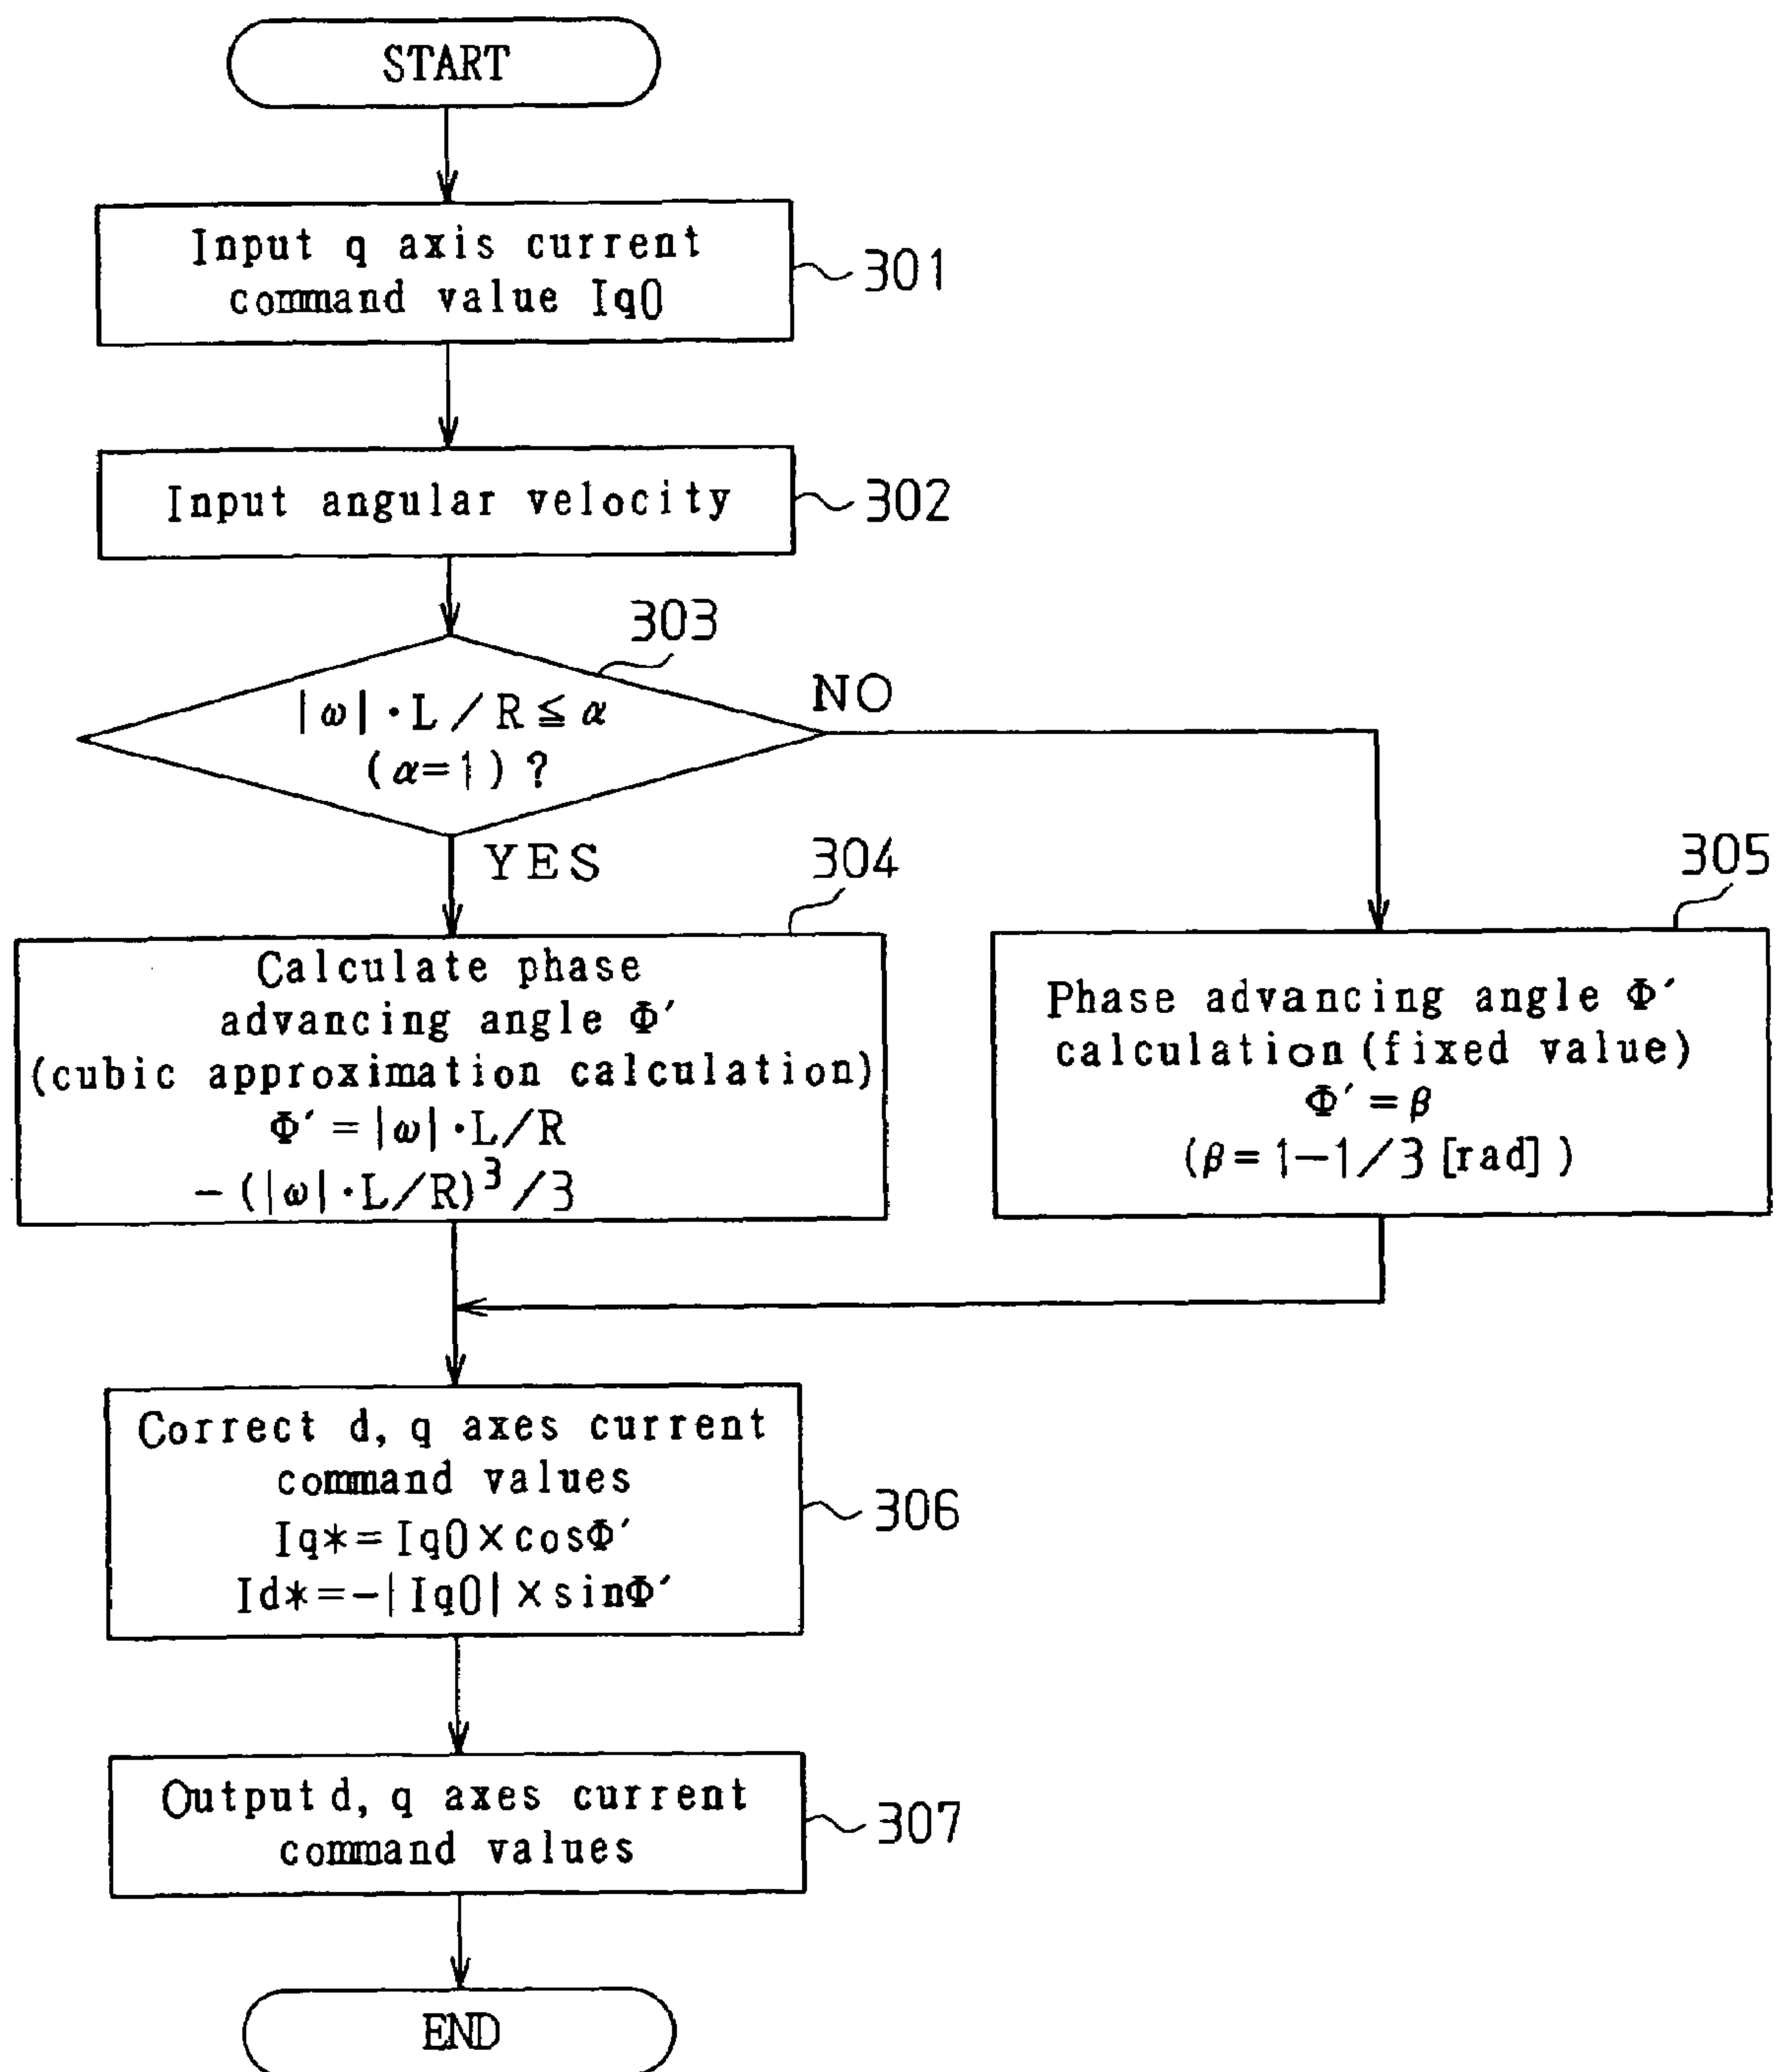 START
Input q axis current
command value Iq0
301
Input angular velocity
302
303
|ω|·L/R≦α
(α=1)?
NO
YES
304
Calculate phase
advancing angle Φ′
(cubic approximation calculation)
Φ′=|ω|·L/R
-(|ω|·L/R)³/3
305
Phase advancing angle Φ′
calculation(fixed value)
Φ′=β
(β=1-1/3[rad])
Correct d, q axes current
command values
Iq*=Iq0×cosΦ′
Id*=-|Iq0|×sinΦ′
306
Output d, q axes current
command values
307
END